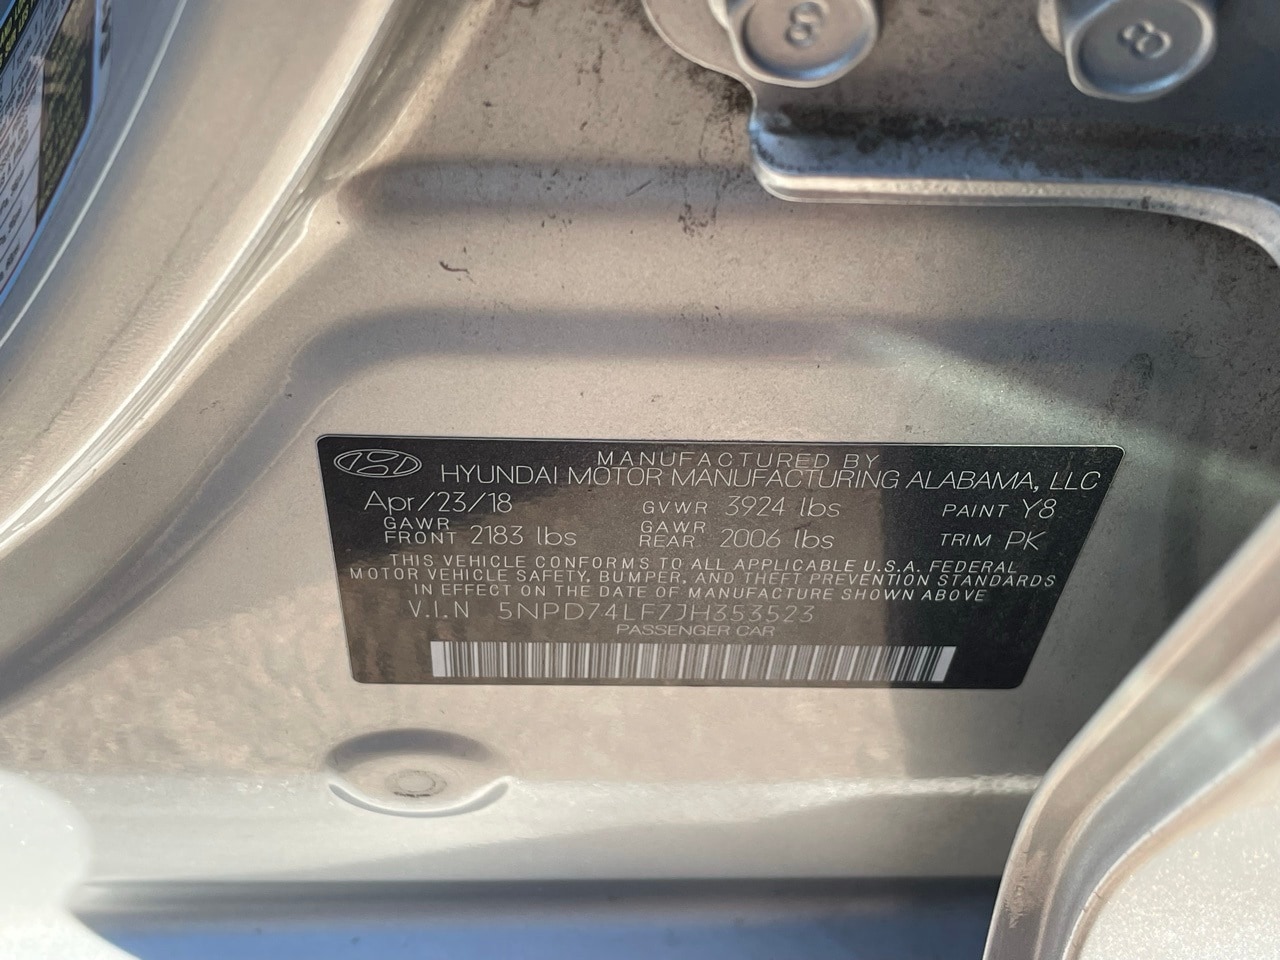 8 8
MANUFACTURED BY
HYUNDAI MOTOR MANUFACTURING ALABAMA, LLC
Apr/23/18 GVWR 3924 lbs PAINT Y8
GAWR FRONT 2183 lbs GAWR REAR 2006 lbs TRIM PK
THIS VEHICLE CONFORMS TO ALL APPLICABLE U.S.A. FEDERAL
MOTOR VEHICLE SAFETY, BUMPER, AND THEFT PREVENTION STANDARDS
IN EFFECT ON THE DATE OF MANUFACTURE SHOWN ABOVE
V.I.N 5NPD74LF7JH353523
PASSENGER CAR